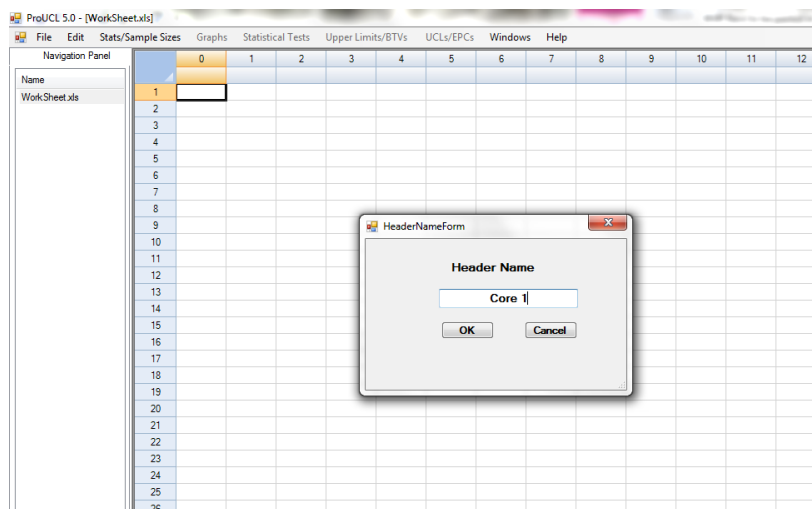 ProUCL 5.0 - [WorkSheet.xls]
File Edit Stats/Sample Sizes Graphs Statistical Tests Upper Limits/BTVs UCLs/EPCs Windows Help
Navigation Panel
0 1 2 3 4 5 6 7 8 9 10 11 12
Name
WorkSheet.xls
1
2
3
4
5
6
7
8
9
HeaderNameForm
10
11
Header Name
12
13
Core 1
14
15
OK Cancel
16
17
18
19
20
21
22
23
24
25
26